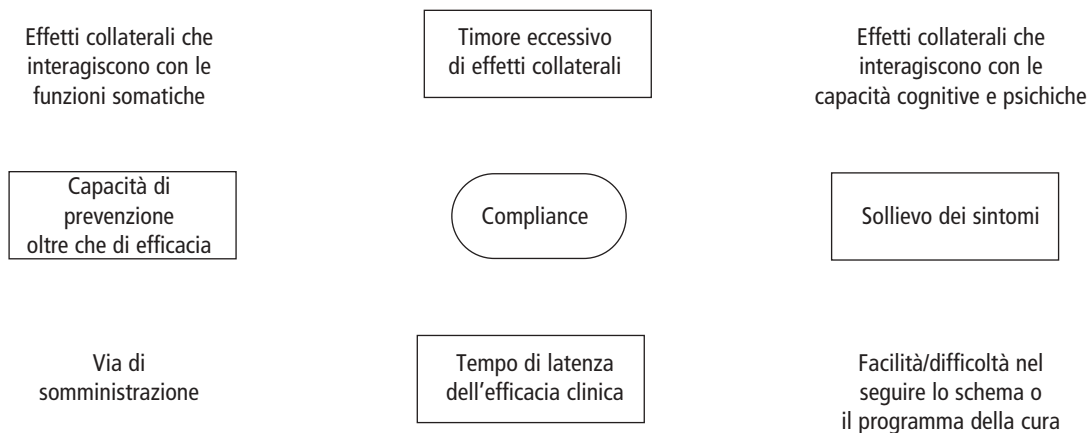 Effetti collaterali che
interagiscono con le
funzioni somatiche
Timore eccessivo
di effetti collaterali
Effetti collaterali che
interagiscono con le
capacità cognitive e psichiche
Capacità di
prevenzione
oltre che di efficacia
Compliance
Sollievo dei sintomi
Via di
somministrazione
Tempo di latenza
dell'efficacia clinica
Facilità/difficoltà nel
seguire lo schema o
il programma della cura